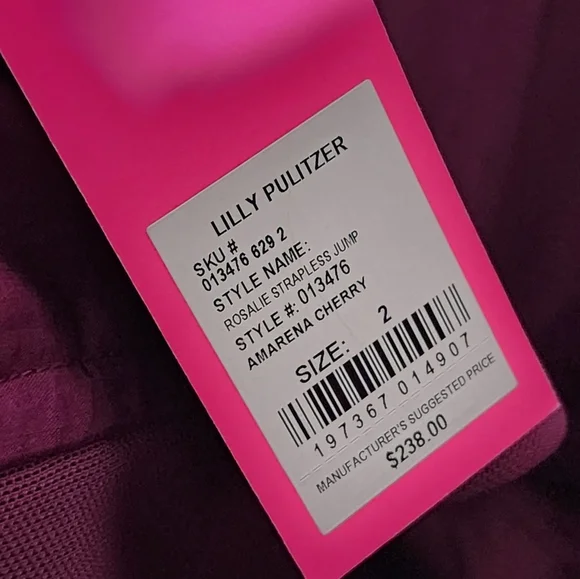 LILLY PULITZER
SKU #
013476 629 2
STYLE NAME:
ROSALIE STRAPLESS JUMP
STYLE #: 013476
AMARENA CHERRY
SIZE: 2
197367 014907
MANUFACTURER'S SUGGESTED PRICE
$238.00